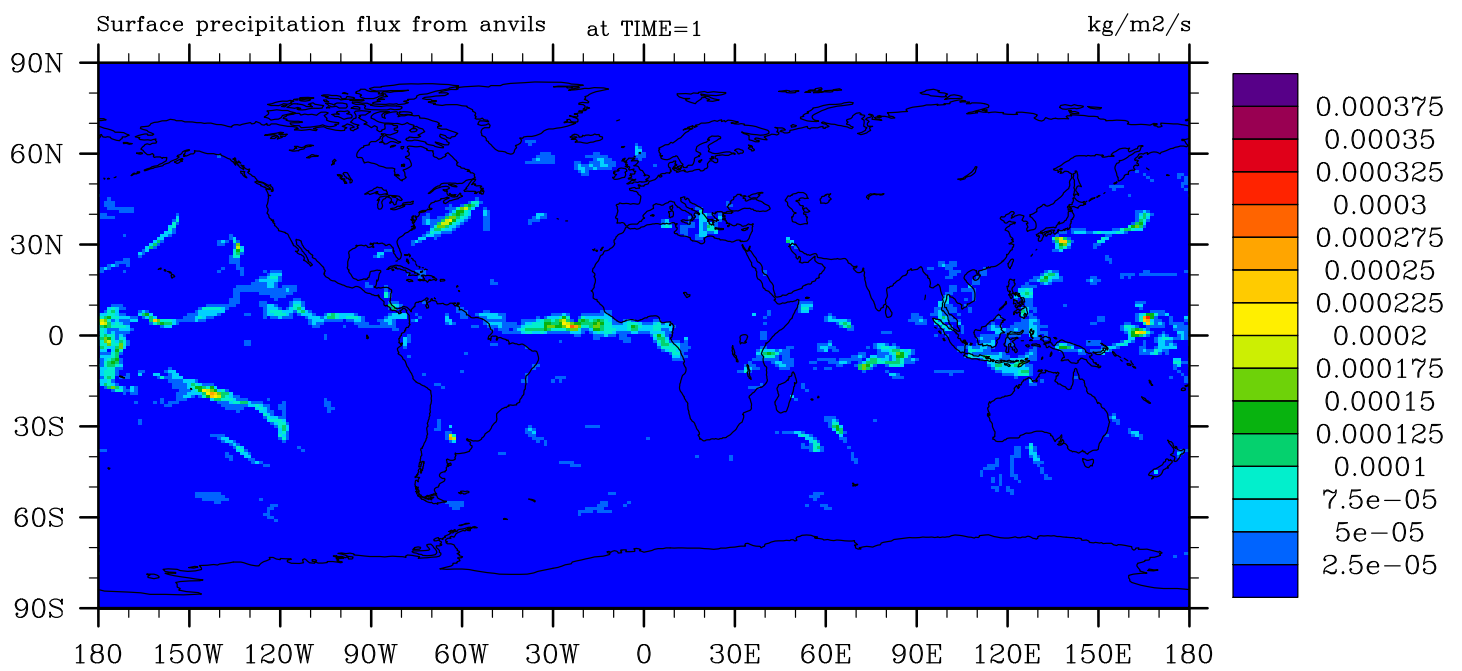 Surface precipitation flux from anvils at TIME=1 kg/m2/s
90N
60N
30N
0
30S
60S
90S
180 150W 120W 90W 60W 30W 0 30E 60E 90E 120E 150E 180
0.000375
0.00035
0.000325
0.0003
0.000275
0.00025
0.000225
0.0002
0.000175
0.00015
0.000125
0.0001
7.5e-05
5e-05
2.5e-05